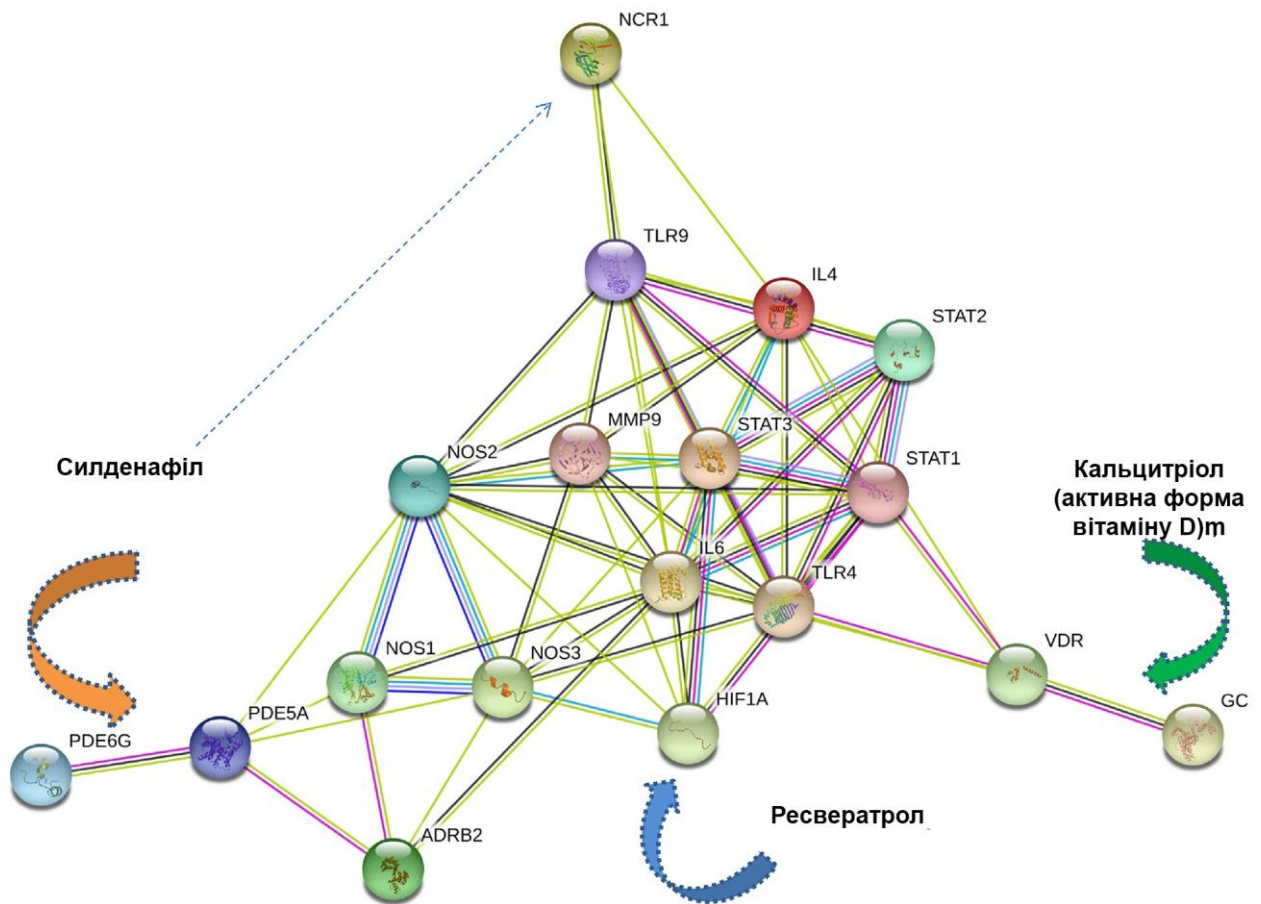 NCR1
TLR9
IL4
STAT2
MMP9
STAT3
NOS2
STAT1
Силденафіл
Кальцитріол
(активна форма
вітаміну D)m
IL6
TLR4
NOS1
NOS3
VDR
HIF1A
GC
PDE5A
PDE6G
Ресвератрол
ADRB2